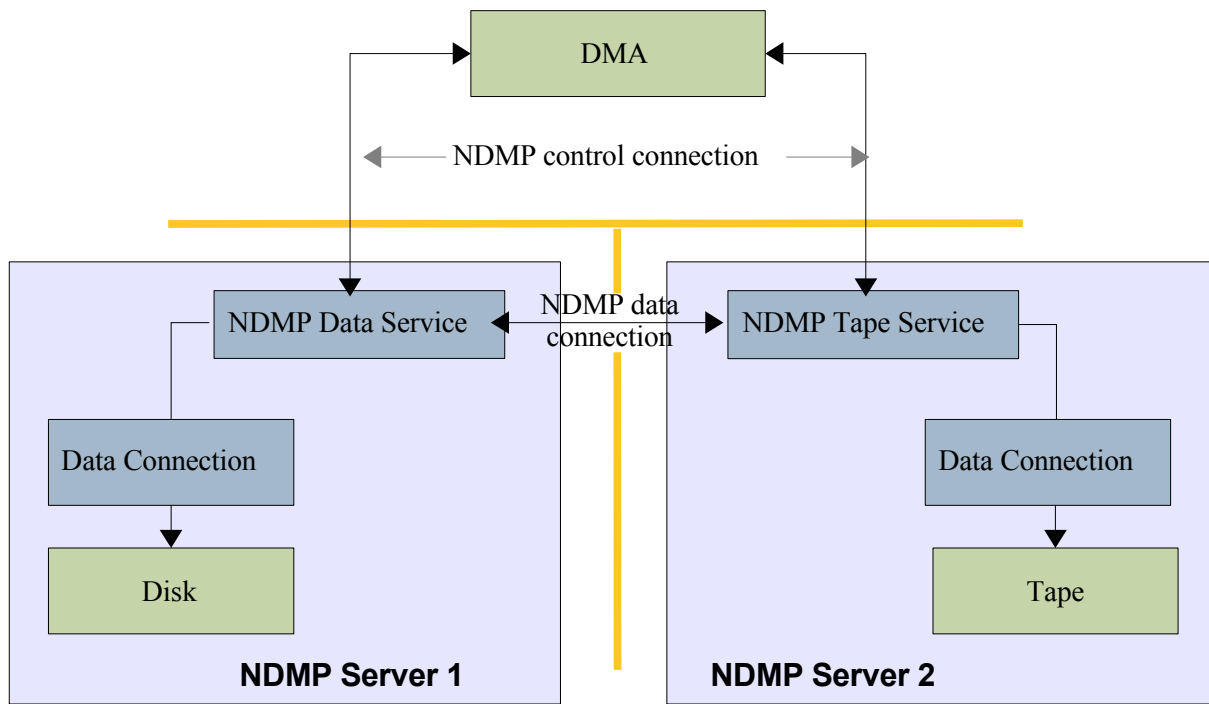 DMA
NDMP control connection
NDMP Data Service
NDMP data
connection
NDMP Tape Service
Data Connection
Data Connection
Disk
Tape
NDMP Server 1
NDMP Server 2